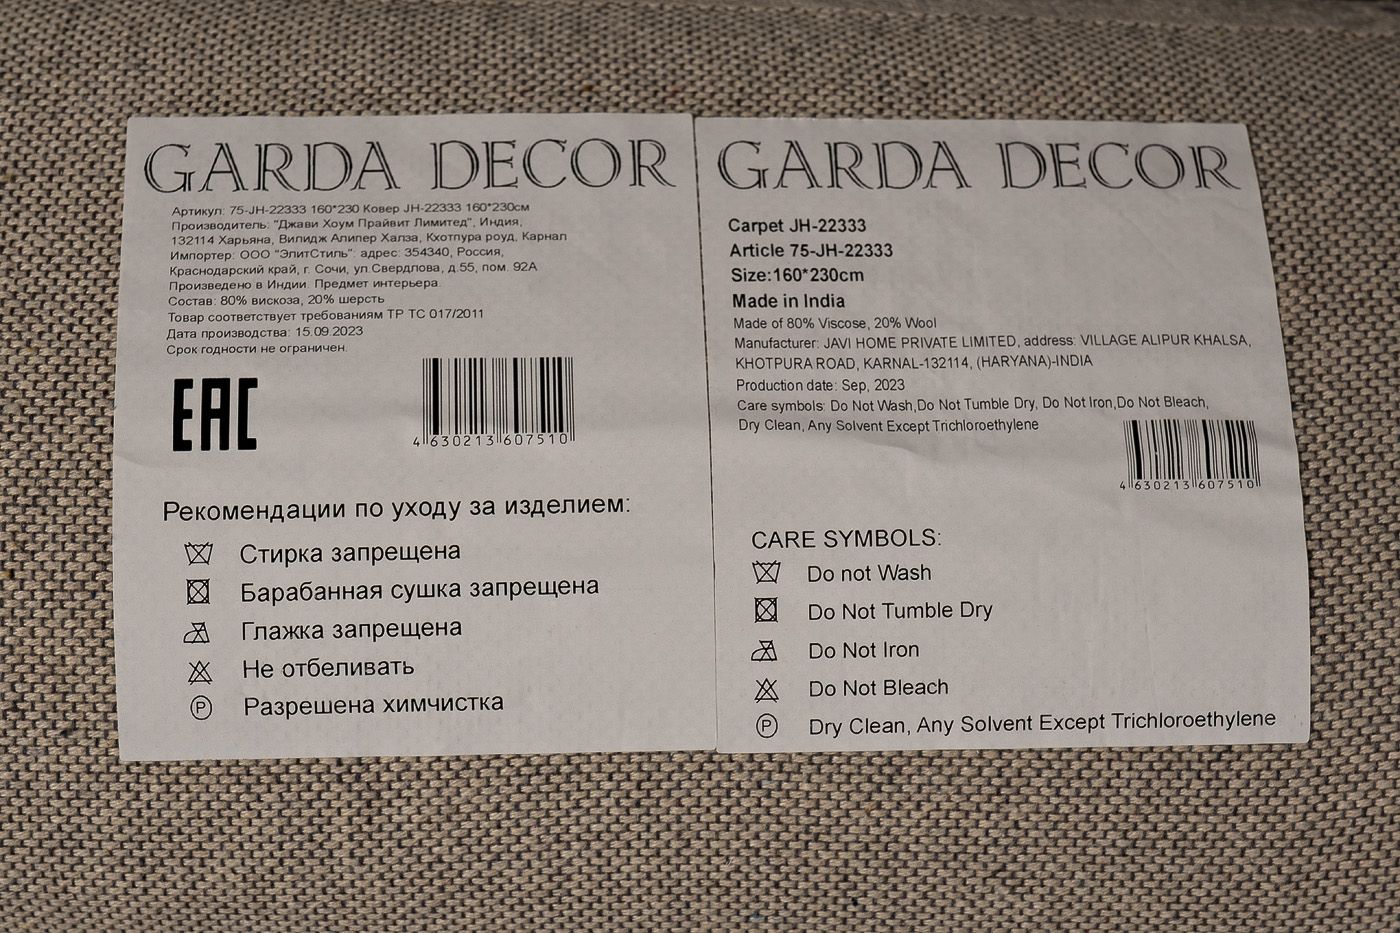 GARDA DECOR
Артикул: 75-JH-22333 160*230 Ковер JH-22333 160*230см
Производитель: "Джави Хоум Прайвит Лимитед", Индия,
132114 Харьяна, Вилидж Алипер Халза, Кхотпура роуд, Карнал
Импортер: ООО "ЭлитСтиль": адрес: 354340, Россия,
Краснодарский край, г. Сочи, ул.Свердлова, д.55, пом. 92А
Произведено в Индии. Предмет интерьера.
Состав: 80% вискоза, 20% шерсть
Товар соответствует требованиям ТР ТС 017/2011
Дата производства: 15.09.2023
Срок годности не ограничен.
EAC
4 630213 607510
Рекомендации по уходу за изделием:
Стирка запрещена
Барабанная сушка запрещена
Глажка запрещена
Не отбеливать
P Разрешена химчистка
GARDA DECOR
Carpet JH-22333
Article 75-JH-22333
Size:160*230cm
Made in India
Made of 80% Viscose, 20% Wool
Manufacturer: JAVI HOME PRIVATE LIMITED, address: VILLAGE ALIPUR KHALSA,
KHOTPURA ROAD, KARNAL-132114, (HARYANA)-INDIA
Production date: Sep, 2023
Care symbols: Do Not Wash,Do Not Tumble Dry, Do Not Iron,Do Not Bleach,
Dry Clean, Any Solvent Except Trichloroethylene
4 630213 607510
CARE SYMBOLS:
Do not Wash
Do Not Tumble Dry
Do Not Iron
Do Not Bleach
P Dry Clean, Any Solvent Except Trichloroethylene